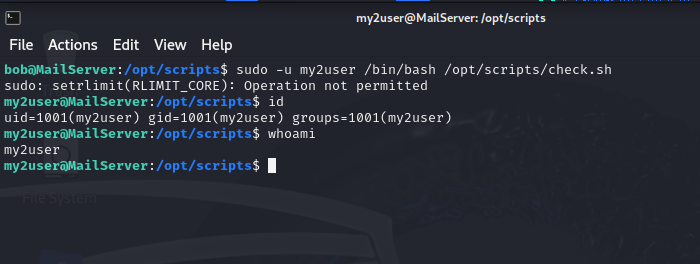 my2user@MailServer: /opt/scripts
File Actions Edit View Help
bob@MailServer:/opt/scripts$ sudo -u my2user /bin/bash /opt/scripts/check.sh
sudo: setrlimit(RLIMIT_CORE): Operation not permitted
my2user@MailServer:/opt/scripts$ id
uid=1001(my2user) gid=1001(my2user) groups=1001(my2user)
my2user@MailServer:/opt/scripts$ whoami
my2user
my2user@MailServer:/opt/scripts$
File System